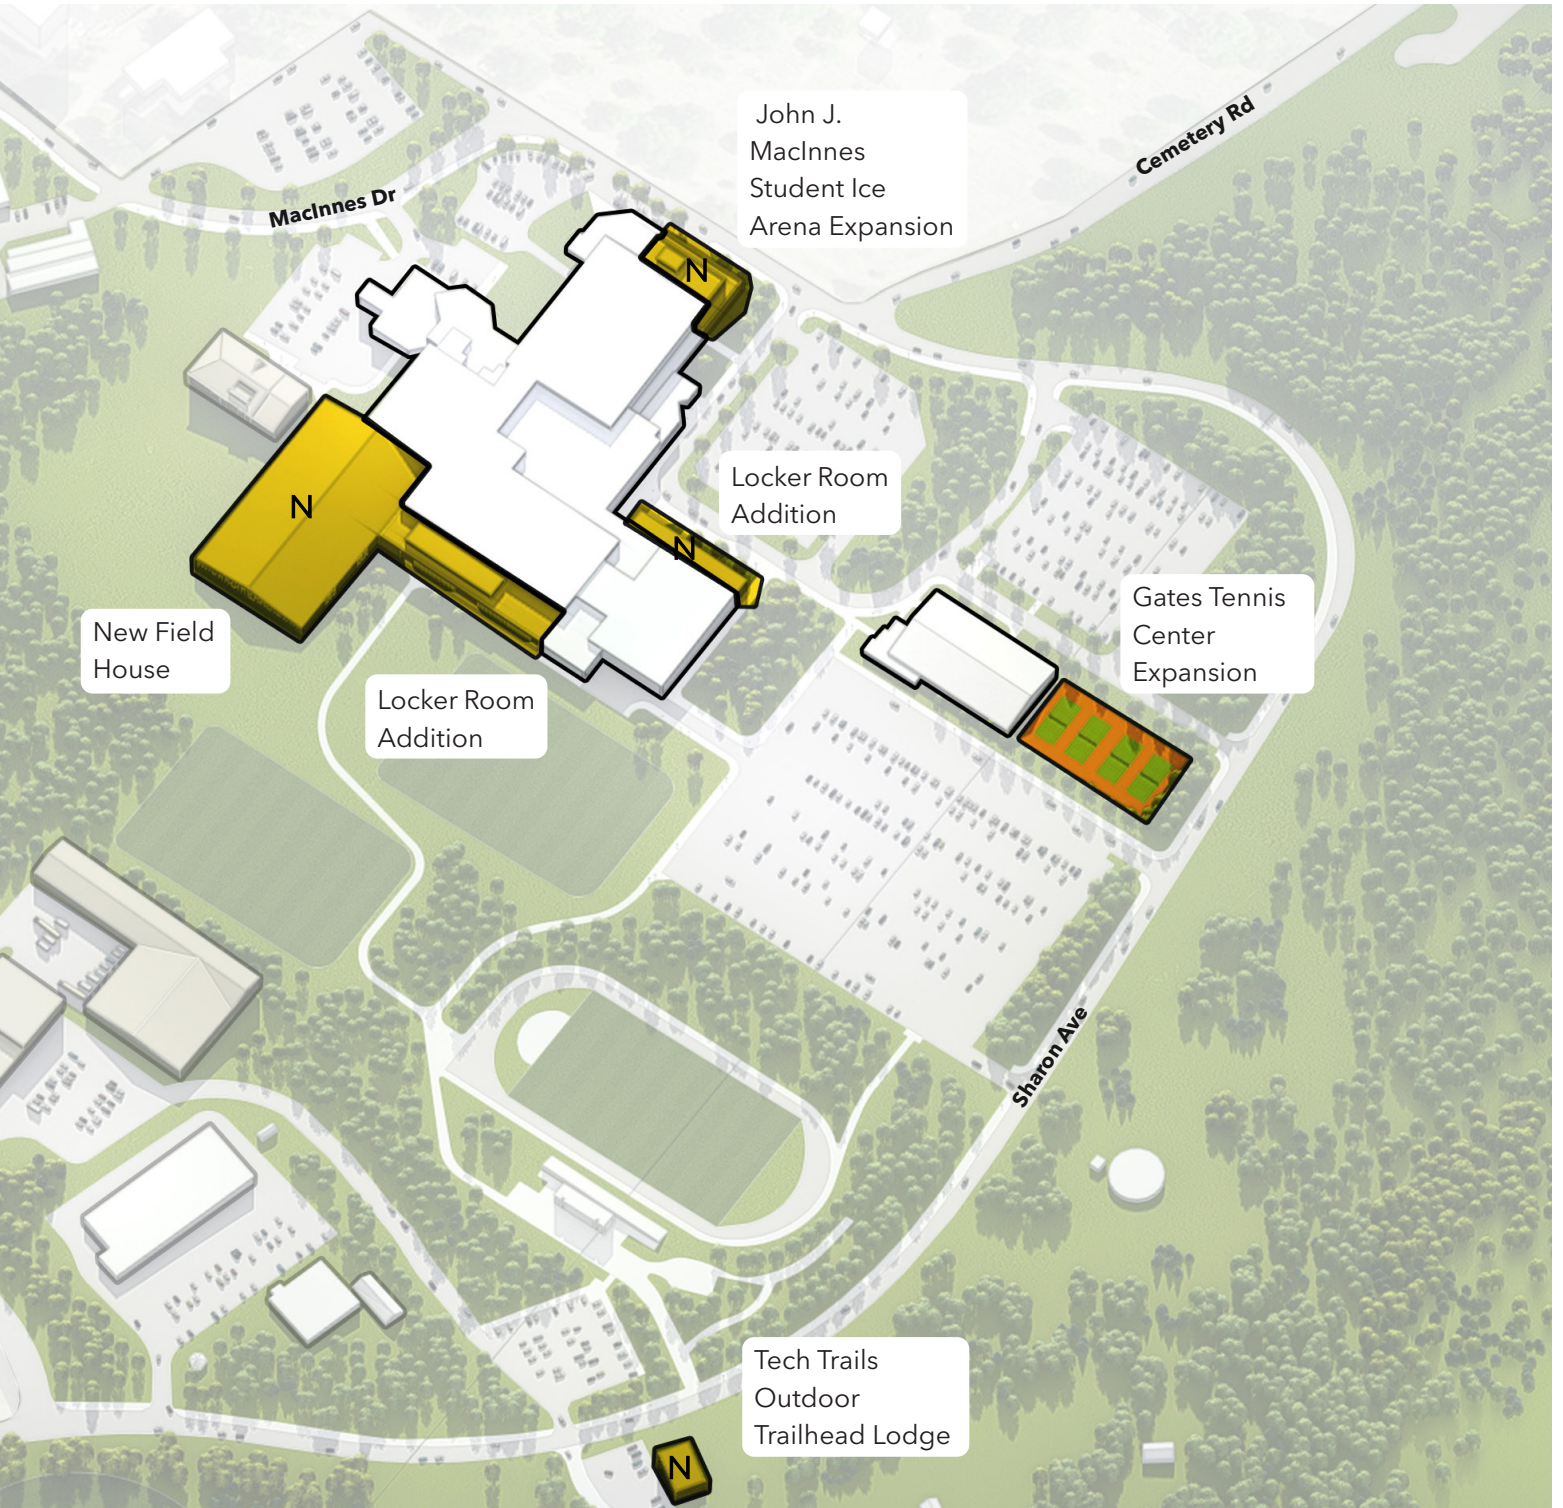 John J.
MacInnes
Student Ice
Arena Expansion
Cemetery Rd
MacInnes Dr
N
N
Locker Room
Addition
N
Gates Tennis
Center
Expansion
New Field
House
Locker Room
Addition
Sharon Ave
Tech Trails
Outdoor
Trailhead Lodge
N